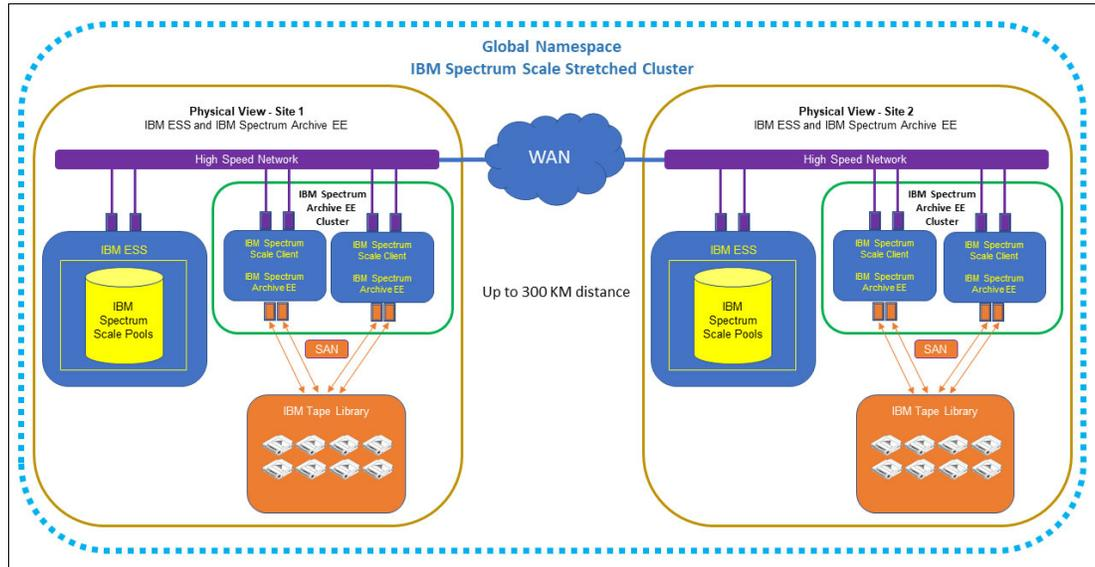 Global Namespace
IBM Spectrum Scale Stretched Cluster
Physical View - Site 1
IBM ESS and IBM Spectrum Archive EE
High Speed Network
IBM Spectrum
Archive EE
Cluster
IBM ESS
IBM
Spectrum
Scale Pools
IBM Spectrum
Scale Client
IBM Spectrum
Archive EE
IBM Spectrum
Scale Client
IBM Spectrum
Archive EE
SAN
IBM Tape Library
WAN
Up to 300 KM distance
Physical View - Site 2
IBM ESS and IBM Spectrum Archive EE
High Speed Network
IBM Spectrum
Archive EE
Cluster
IBM ESS
IBM
Spectrum
Scale Pools
IBM Spectrum
Scale Client
IBM Spectrum
Archive EE
IBM Spectrum
Scale Client
IBM Spectrum
Archive EE
SAN
IBM Tape Library